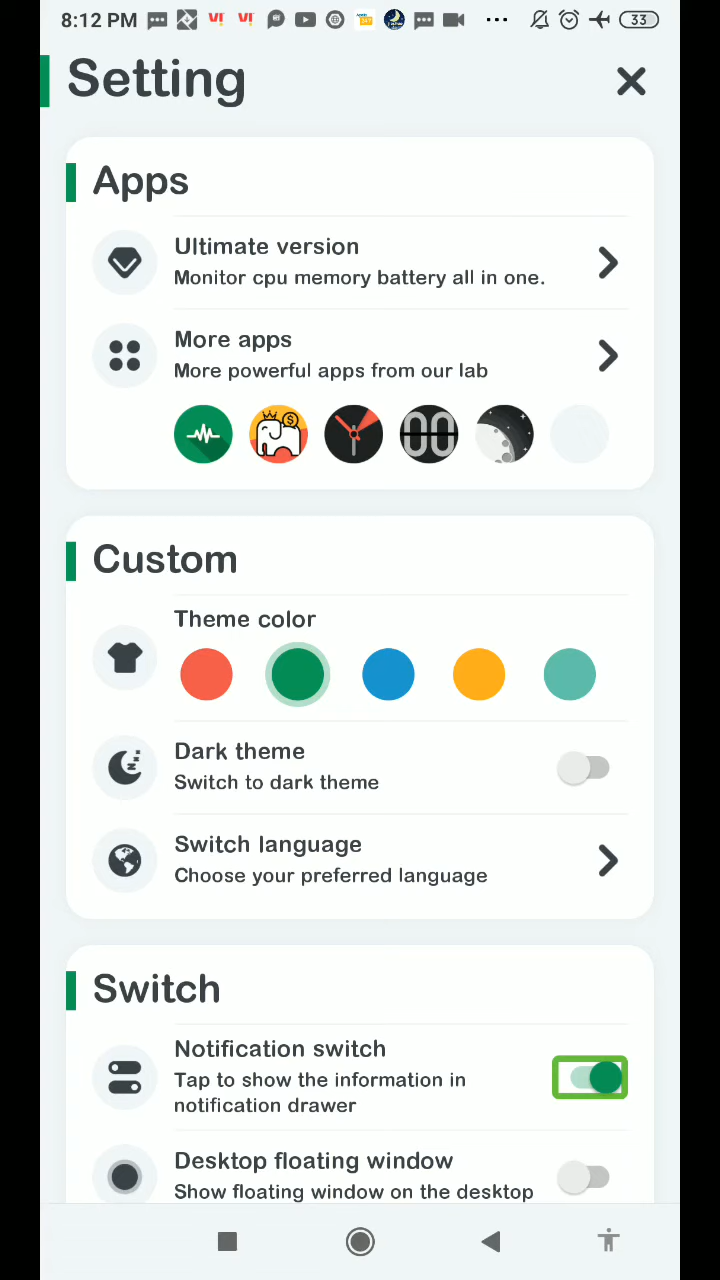 8:12 PM
33
Setting
Apps
Ultimate version
Monitor cpu memory battery all in one.
More apps
More powerful apps from our lab
00
Custom
Theme color
Dark theme
Switch to dark theme
Switch language
Choose your preferred language
Switch
Notification switch
Tap to show the information in
notification drawer
Desktop floating window
Show floating window on the desktop